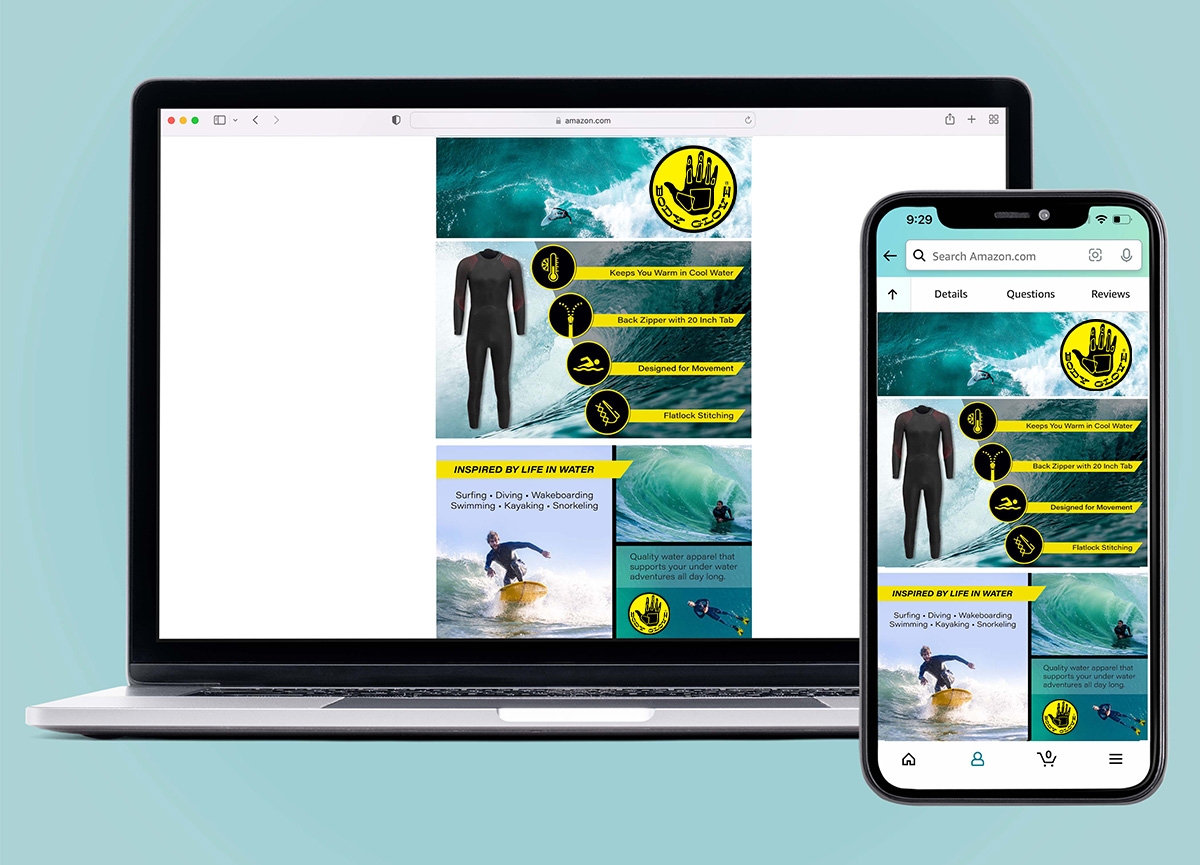 amazon.com
BODY GLOVE
®
Keeps You Warm in Cool Water
Back Zipper with 20 Inch Tab
Designed for Movement
Flatlock Stitching
INSPIRED BY LIFE IN WATER
Surfing • Diving • Wakeboarding
Swimming • Kayaking • Snorkeling
Quality water apparel that
supports your under water
adventures all day long.
BODY GLOVE
9:29
Search Amazon.com
Details Questions Reviews
BODY GLOVE
®
Keeps You Warm in Cool Water
Back Zipper with 20 Inch Tab
Designed for Movement
Flatlock Stitching
INSPIRED BY LIFE IN WATER
Surfing • Diving • Wakeboarding
Swimming • Kayaking • Snorkeling
Quality water apparel that
supports your under water
adventures all day long.
BODY GLOVE
0